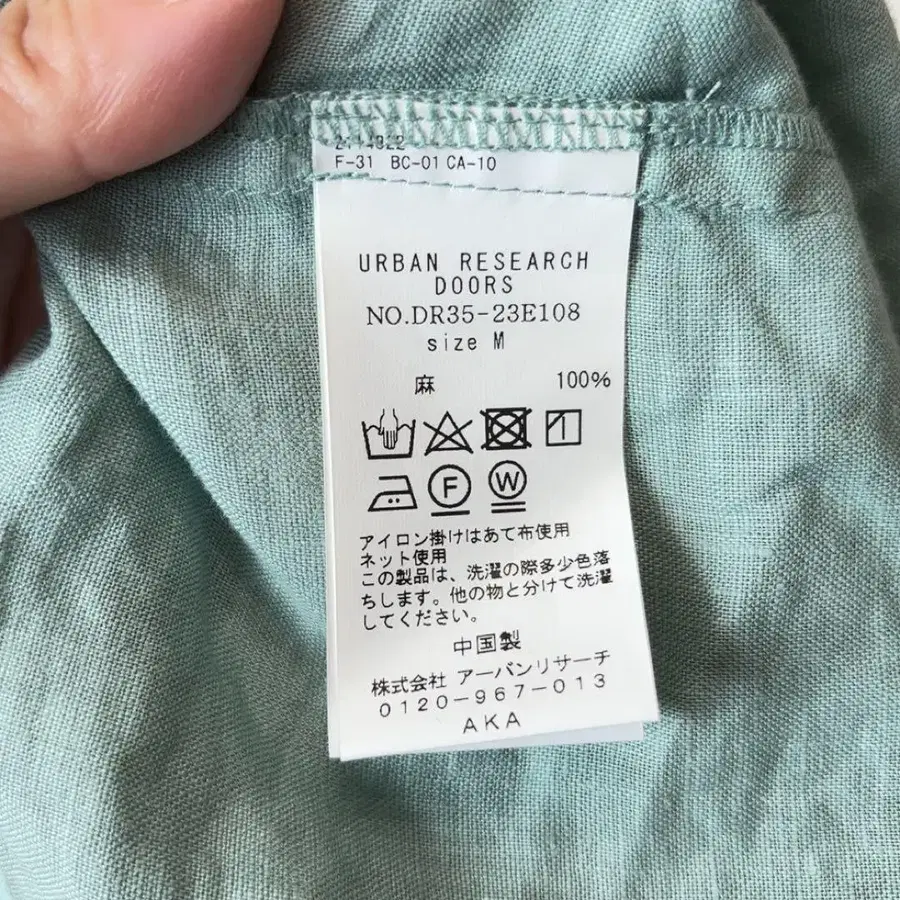 F-31 BC-01 CA-10
URBAN RESEARCH
DOORS
NO.DR35-23E108
size M
麻 100%
F W
アイロン掛けはあて布使用
ネット使用
この製品は、洗濯の際多少色落
ちします。他の物と分けて洗濯
してください。
中国製
株式会社 アーバンリサーチ
0120-967-013
AKA